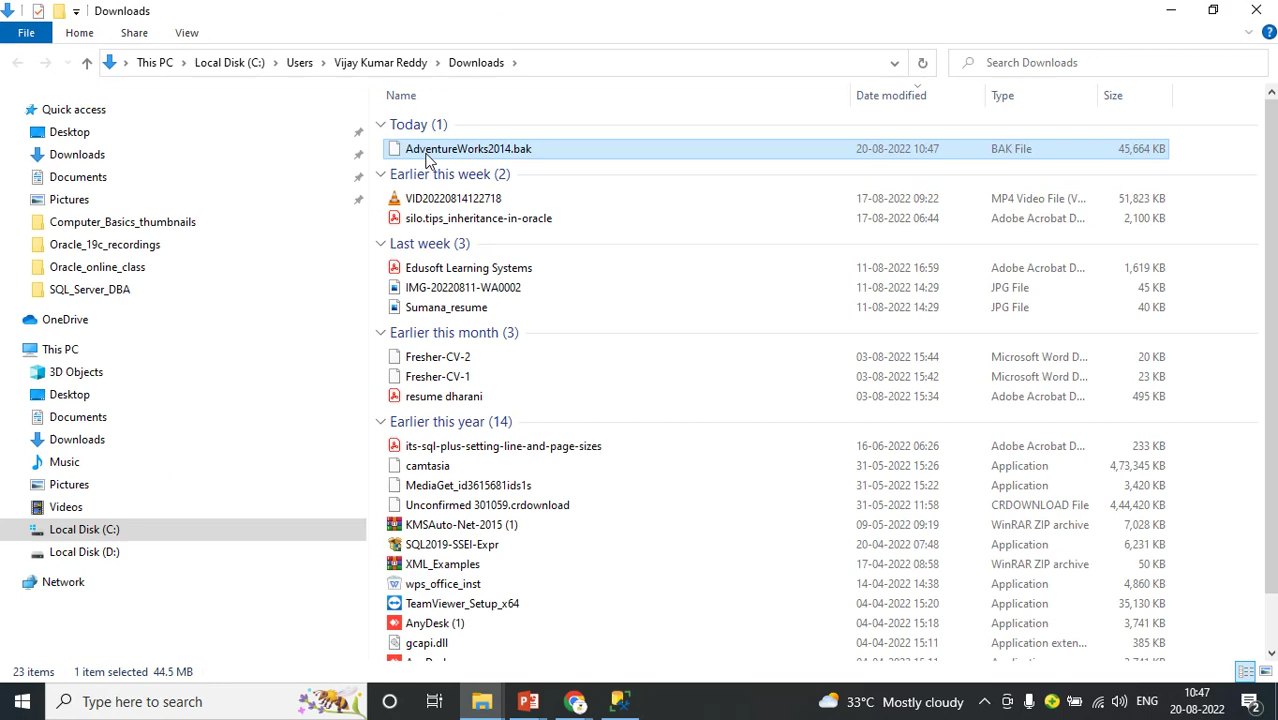 Downloads
File
Home
Share
View
This PC
Local Disk (C:)
Users
Vijay Kumar Reddy
Downloads
Search Downloads
Quick access
Desktop
Downloads
Documents
Pictures
Computer_Basics_thumbnails
Oracle_19c_recordings
Oracle_online_class
SQL_Server_DBA
OneDrive
This PC
3D Objects
Desktop
Documents
Downloads
Music
Pictures
Videos
Local Disk (C:)
Local Disk (D:)
Network
Name Date modified Type Size
Today (1)
AdventureWorks2014.bak 20-08-2022 10:47 BAK File 45,664 KB
Earlier this week (2)
VID20220814122718 17-08-2022 09:22 MP4 Video File (V... 51,823 KB
silo.tips_inheritance-in-oracle 17-08-2022 06:44 Adobe Acrobat D... 2,100 KB
Last week (3)
Edusoft Learning Systems 11-08-2022 16:59 Adobe Acrobat D... 1,619 KB
IMG-20220811-WA0002 11-08-2022 14:29 JPG File 45 KB
Sumana_resume 11-08-2022 14:29 JPG File 40 KB
Earlier this month (3)
Fresher-CV-2 03-08-2022 15:44 Microsoft Word D... 20 KB
Fresher-CV-1 03-08-2022 15:42 Microsoft Word D... 23 KB
resume dharani 03-08-2022 15:34 Adobe Acrobat D... 495 KB
Earlier this year (14)
its-sql-plus-setting-line-and-page-sizes 16-06-2022 06:26 Adobe Acrobat D... 233 KB
camtasia 31-05-2022 15:26 Application 4,73,345 KB
MediaGet_id3615681ids1s 31-05-2022 15:22 Application 3,420 KB
Unconfirmed 301059.crdownload 31-05-2022 11:58 CRDOWNLOAD File 4,44,420 KB
KMSAuto-Net-2015 (1) 09-05-2022 09:19 WinRAR ZIP archive 7,028 KB
SQL2019-SSEI-Expr 20-04-2022 07:48 Application 6,231 KB
XML_Examples 17-04-2022 08:58 WinRAR ZIP archive 50 KB
wps_office_inst 14-04-2022 14:38 Application 4,860 KB
TeamViewer_Setup_x64 04-04-2022 15:20 Application 35,130 KB
AnyDesk (1) 04-04-2022 15:18 Application 3,741 KB
gcapi.dll 04-04-2022 15:11 Application exten... 385 KB
23 items 1 item selected 44.5 MB
Type here to search
33°C Mostly cloudy
ENG
10:47
20-08-2022
2